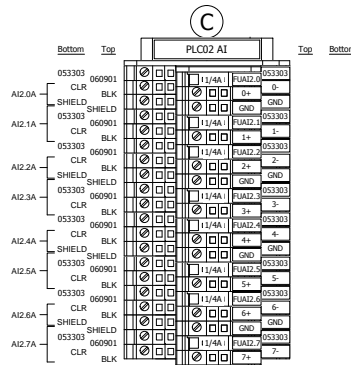 C
Bottom Top PLC02 AI Top Bottom
053303 060901 1/4A FUAI2.0 053303
AI2.0A CLR BLK 0+ 0-
SHIELD SHIELD GND GND
AI2.1A 053303 060901 1/4A FUAI2.1 053303
CLR BLK 1+ 1-
053303 060901 1/4A FUAI2.2 053303
AI2.2A CLR BLK 2+ 2-
SHIELD SHIELD GND GND
AI2.3A 053303 060901 1/4A FUAI2.3 053303
CLR BLK 3+ 3-
053303 060901 1/4A FUAI2.4 053303
AI2.4A CLR BLK 4+ 4-
SHIELD SHIELD GND GND
AI2.5A 053303 060901 1/4A FUAI2.5 053303
CLR BLK 5+ 5-
053303 060901 1/4A FUAI2.6 053303
AI2.6A CLR BLK 6+ 6-
SHIELD SHIELD GND GND
AI2.7A 053303 060901 1/4A FUAI2.7 053303
CLR BLK 7+ 7-